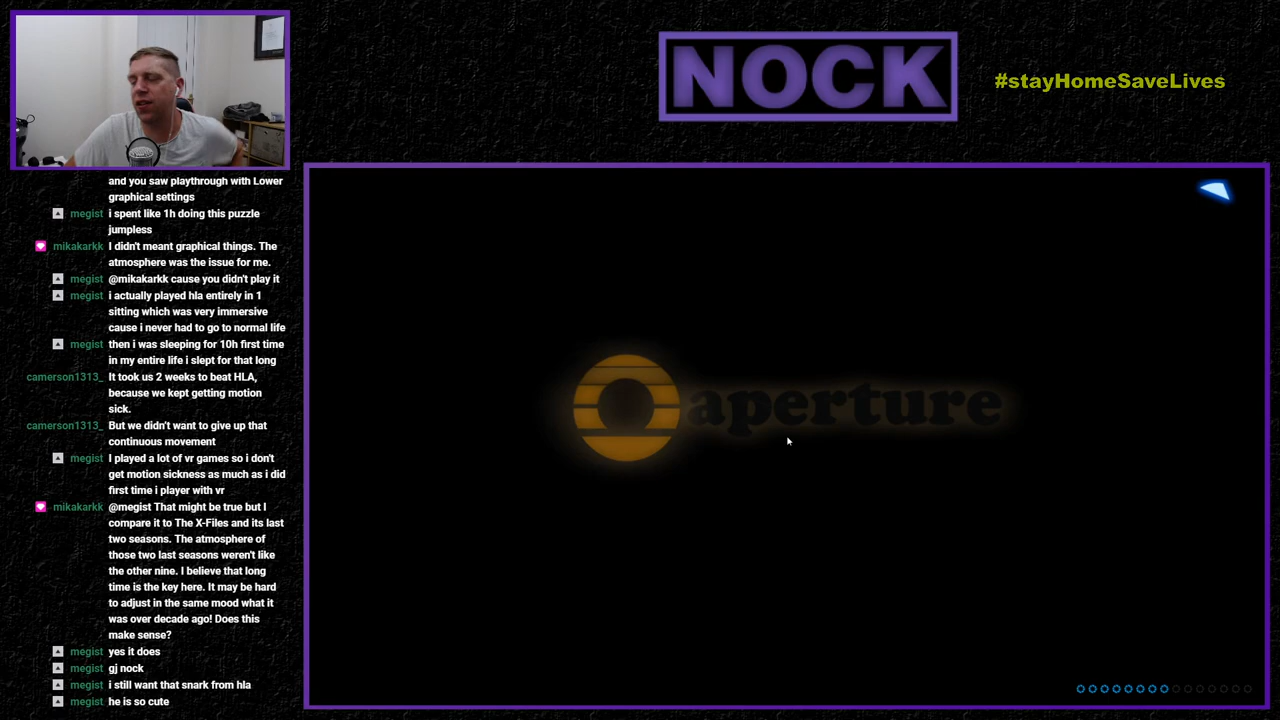 NOCK
#stayHomeSaveLives
and you saw playthrough with Lower
graphical settings
megist i spent like 1h doing this puzzle
jumpless
mikakarkk I didn't meant graphical things. The
atmosphere was the issue for me.
megist @mikakarkk cause you didn't play it
megist i actually played hla entirely in 1
sitting which was very immersive
cause i never had to go to normal life
megist then i was sleeping for 10h first time
in my entire life i slept for that long
camerson1313_ It took us 2 weeks to beat HLA,
because we kept getting motion
sick.
camerson1313_ But we didn't want to give up that
continuous movement
megist I played a lot of vr games so i don't
get motion sickness as much as i did
first time i player with vr
mikakarkk @megist That might be true but I
compare it to The X-Files and its last
two seasons. The atmosphere of
those two last seasons weren't like
the other nine. I believe that long
time is the key here. It may be hard
to adjust in the same mood what it
was over decade ago! Does this
make sense?
megist yes it does
megist gj nock
megist i still want that snark from hla
megist he is so cute
aperture